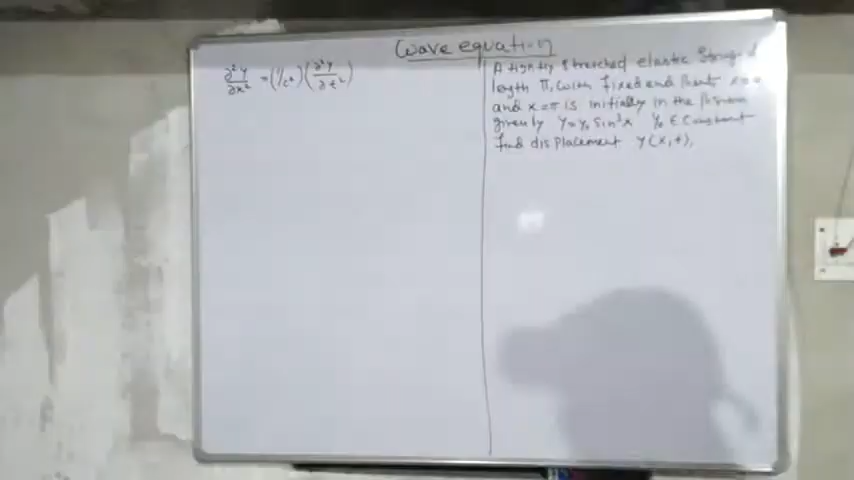 Wave equation
∂²y/∂x² = (1/c²)(∂²y/∂t²)
A tightly stretched elastic string of
length π, with fixed end points x=0
and x=π is initially in the position
given by y=y₀ sin³x y₀ ∈ Constant
find displacement y(x,t),